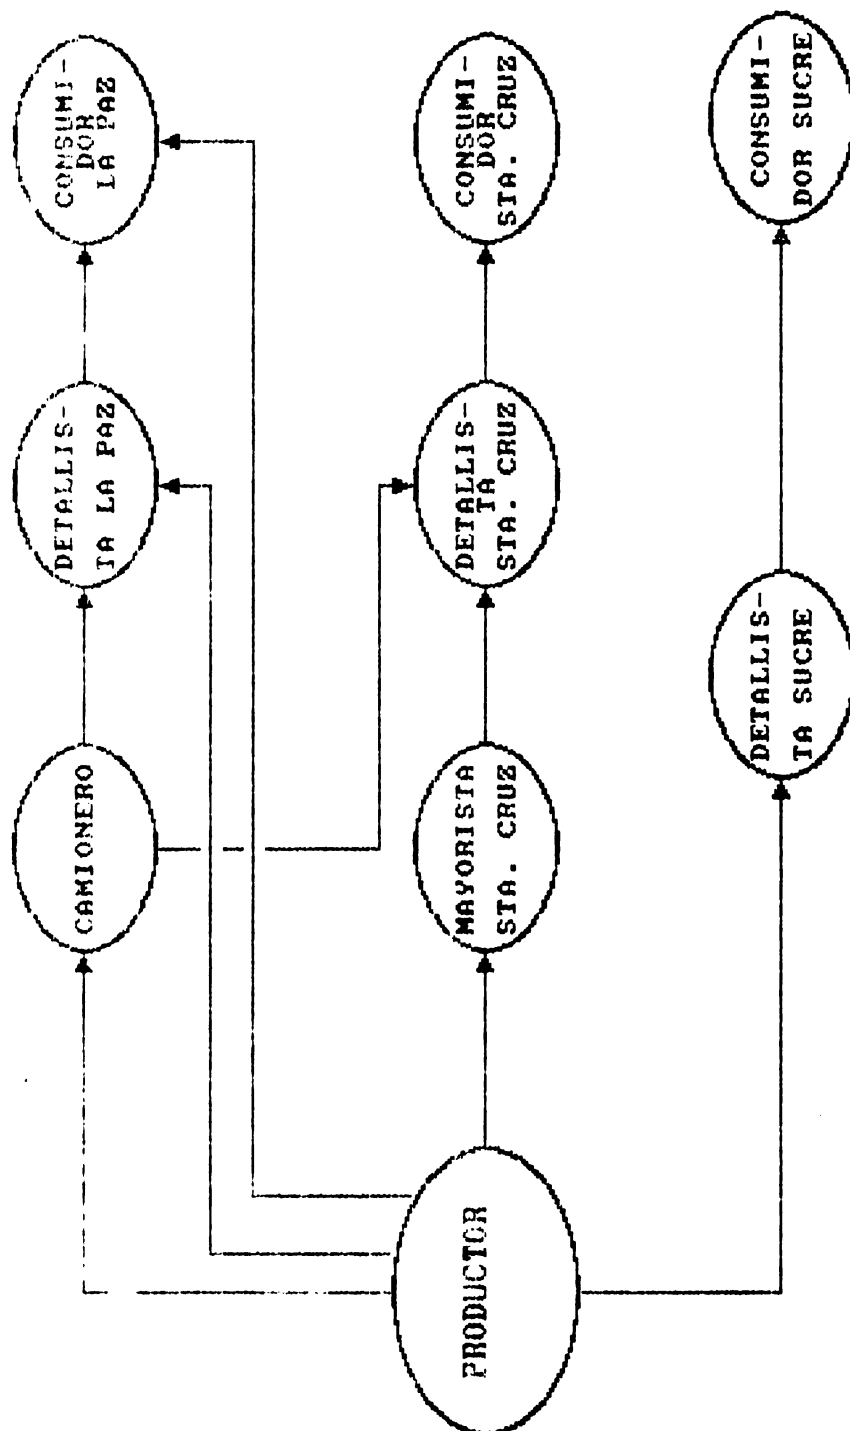 CAMIONERO
DETALLIS-
TA LA PAZ
CONSUMI-
DOR
LA PAZ
PRODUCTOR
MAYORISTA
STA. CRUZ
DETALLIS-
TA
STA. CRUZ
CONSUMI-
DOR
STA. CRUZ
DETALLIS-
TA SUCRE
CONSUMI-
DOR SUCRE